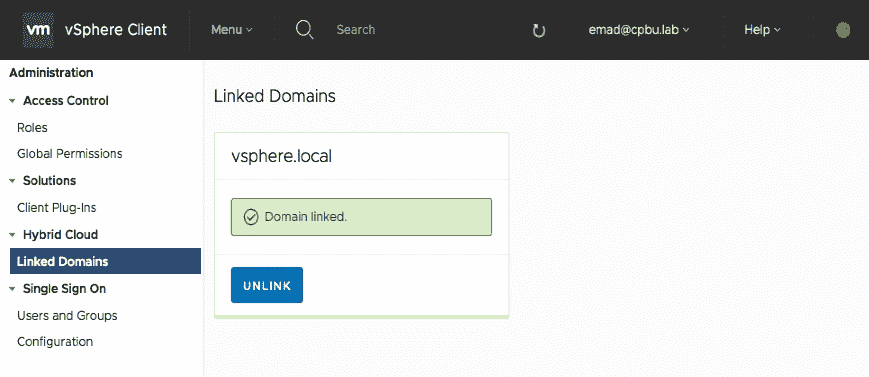 vm vSphere Client Menu Search emad@cpbu.lab Help
Administration
Access Control
Roles
Global Permissions
Solutions
Client Plug-Ins
Hybrid Cloud
Linked Domains
Single Sign On
Users and Groups
Configuration
Linked Domains
vsphere.local
Domain linked.
UNLINK